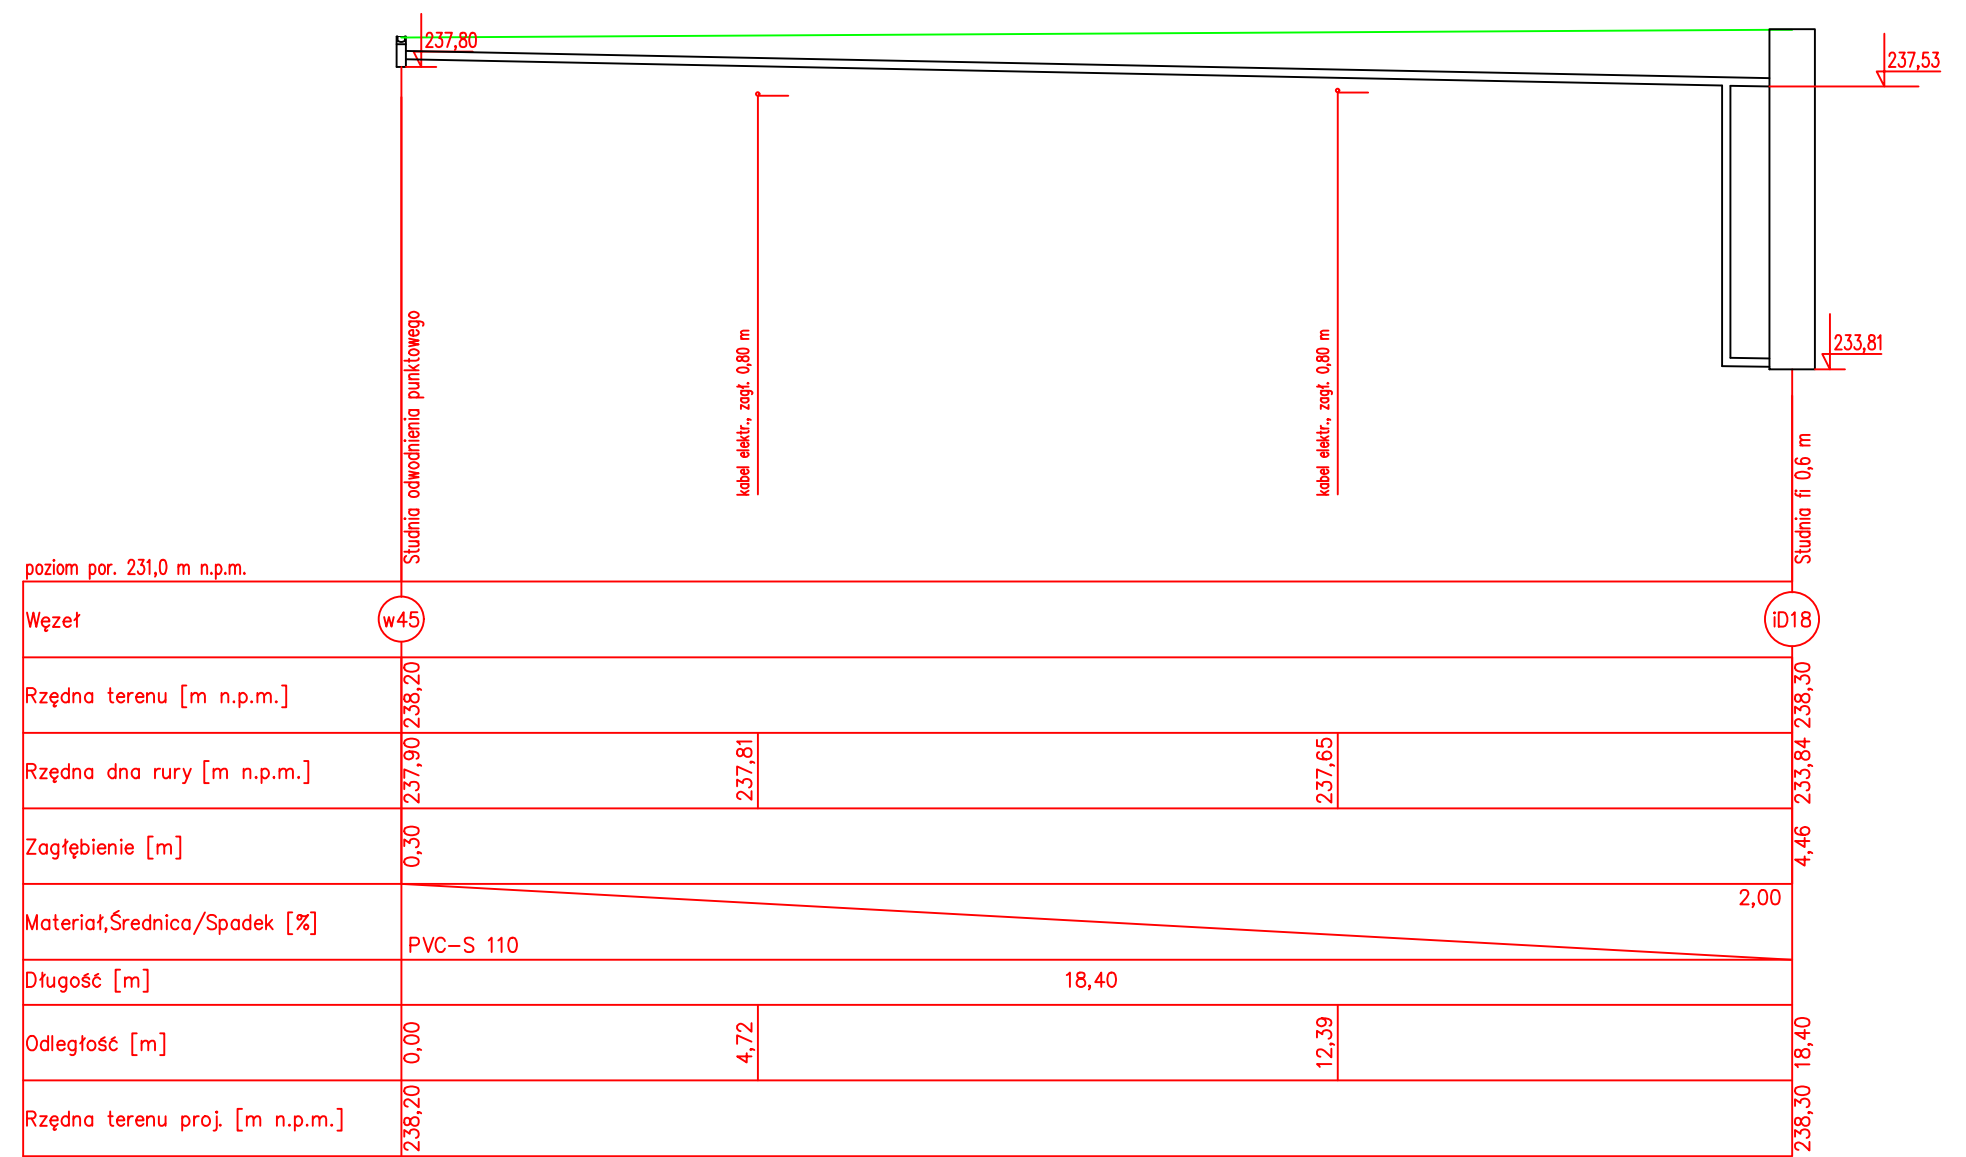 237,80
237,53
233,81
Studnia odwodnienia punktowego
kabel elektr., zagł. 0,80 m
kabel elektr., zagł. 0,80 m
Studnia fi 0,6 m
poziom por. 231,0 m n.p.m.
Węzeł w45 iD18
Rzędna terenu [m n.p.m.] 238,20 238,30
Rzędna dna rury [m n.p.m.] 237,90 237,81 237,65 233,84
Zagłębienie [m] 0,30 4,46
Materiał,Średnica/Spadek [%] PVC-S 110 2,00
Długość [m] 18,40
Odległość [m] 0,00 4,72 12,39 18,40
Rzędna terenu proj. [m n.p.m.] 238,20 238,30